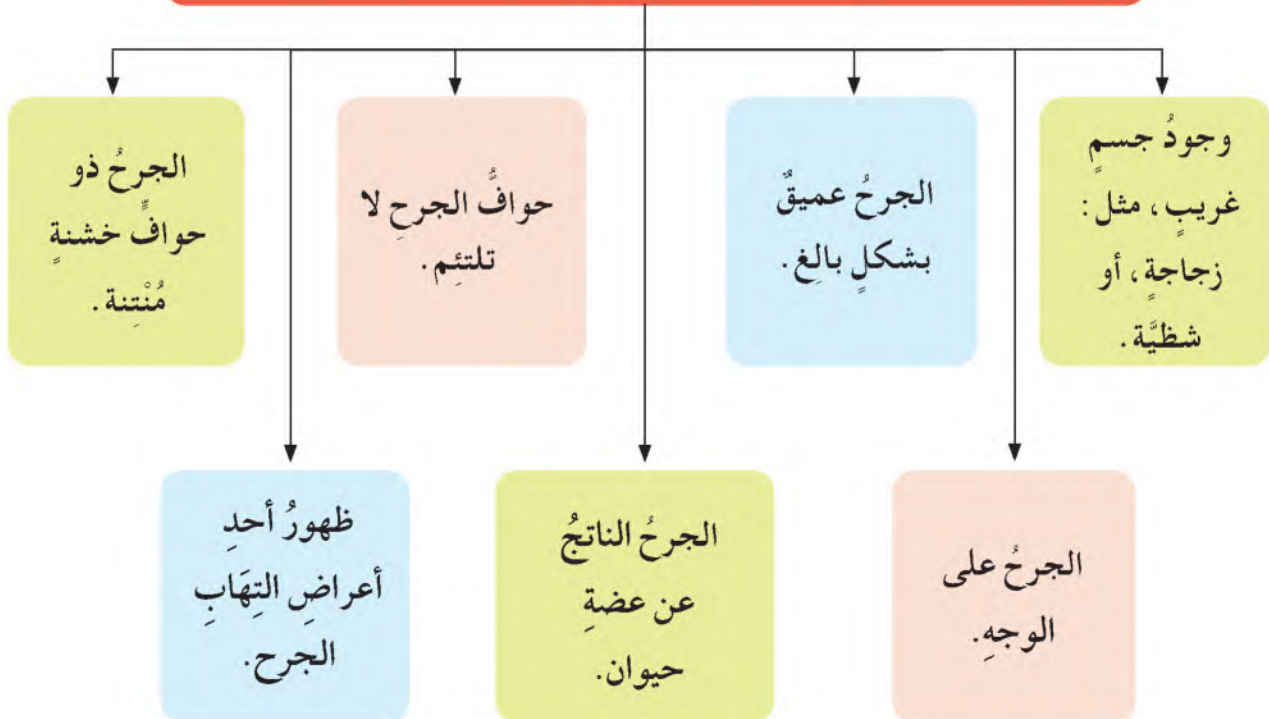 وجودُ جسمٍ
غريبٍ، مثل:
زجاجةٍ، أو
شظيَّة.
الجرحُ عميقٌ
بشكلٍ بالِغ.
حوافُّ الجرحِ لا
تلتئِم.
الجرحُ ذو
حوافٍّ خشنةٍ
مُنْتِنة.
الجرحُ على
الوجهِ.
الجرحُ الناتجُ
عن عضةِ
حيوان.
ظهورُ أحدِ
أعراضِ التِهَابِ
الجرح.